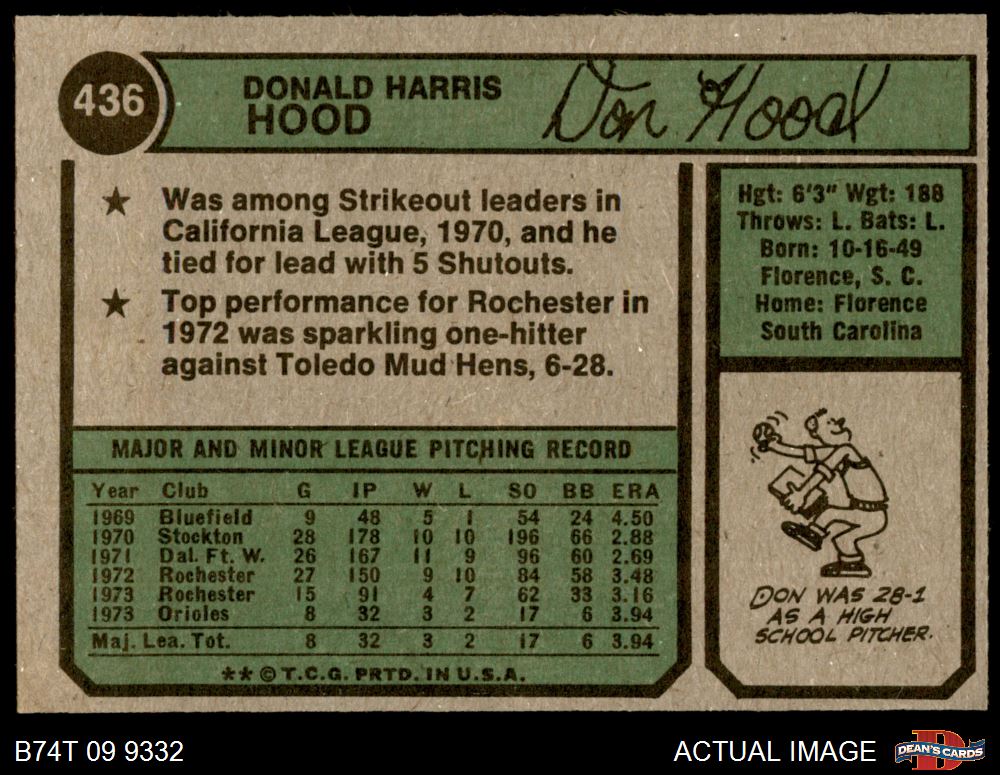 436
DONALD HARRIS
HOOD
Don Hood
★ Was among Strikeout leaders in
California League, 1970, and he
tied for lead with 5 Shutouts.
★ Top performance for Rochester in
1972 was sparkling one-hitter
against Toledo Mud Hens, 6-28.
Hgt: 6'3" Wgt: 188
Throws: L. Bats: L.
Born: 10-16-49
Florence, S. C.
Home: Florence
South Carolina
MAJOR AND MINOR LEAGUE PITCHING RECORD
Year Club G IP W L SO BB ERA
1969 Bluefield 9 48 5 1 54 24 4.50
1970 Stockton 28 178 10 10 196 66 2.88
1971 Dal. Ft. W. 26 167 11 9 96 60 2.69
1972 Rochester 27 150 9 10 84 58 3.48
1973 Rochester 15 91 4 7 62 33 3.16
1973 Orioles 8 32 3 2 17 6 3.94
Maj. Lea. Tot. 8 32 3 2 17 6 3.94
** © T.C.G. PRTD. IN U.S.A.
DON WAS 28-1
AS A HIGH
SCHOOL PITCHER.
B74T 09 9332
ACTUAL IMAGE
D
DEAN'S CARDS